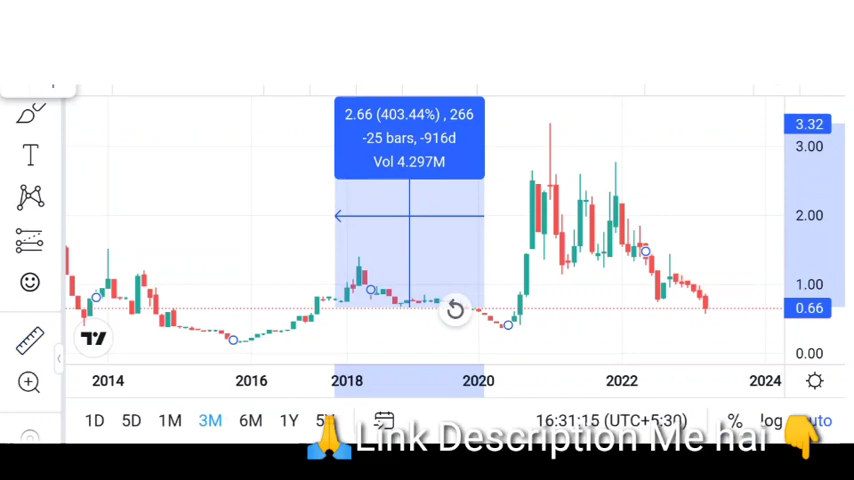 2.66 (403.44%) , 266
-25 bars, -916d
Vol 4.297M
3.32
3.00
2.00
1.00
0.66
0.00
2014 2016 2018 2020 2022 2024
1D 5D 1M 3M 6M 1Y 16:31:15 (UTC+5:30) % log
Link Description Me hai